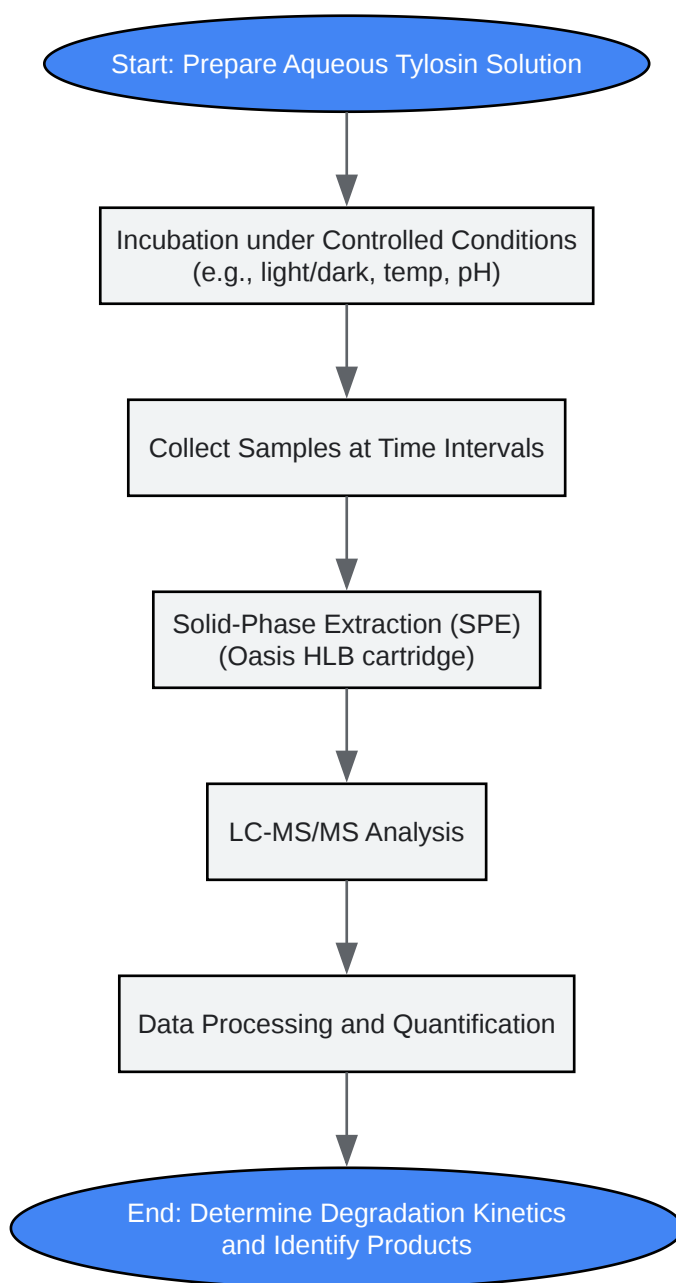 Start: Prepare Aqueous Tylosin Solution
Incubation under Controlled Conditions
(e.g., light/dark, temp, pH)
Collect Samples at Time Intervals
Solid-Phase Extraction (SPE)
(Oasis HLB cartridge)
LC-MS/MS Analysis
Data Processing and Quantification
End: Determine Degradation Kinetics
and Identify Products